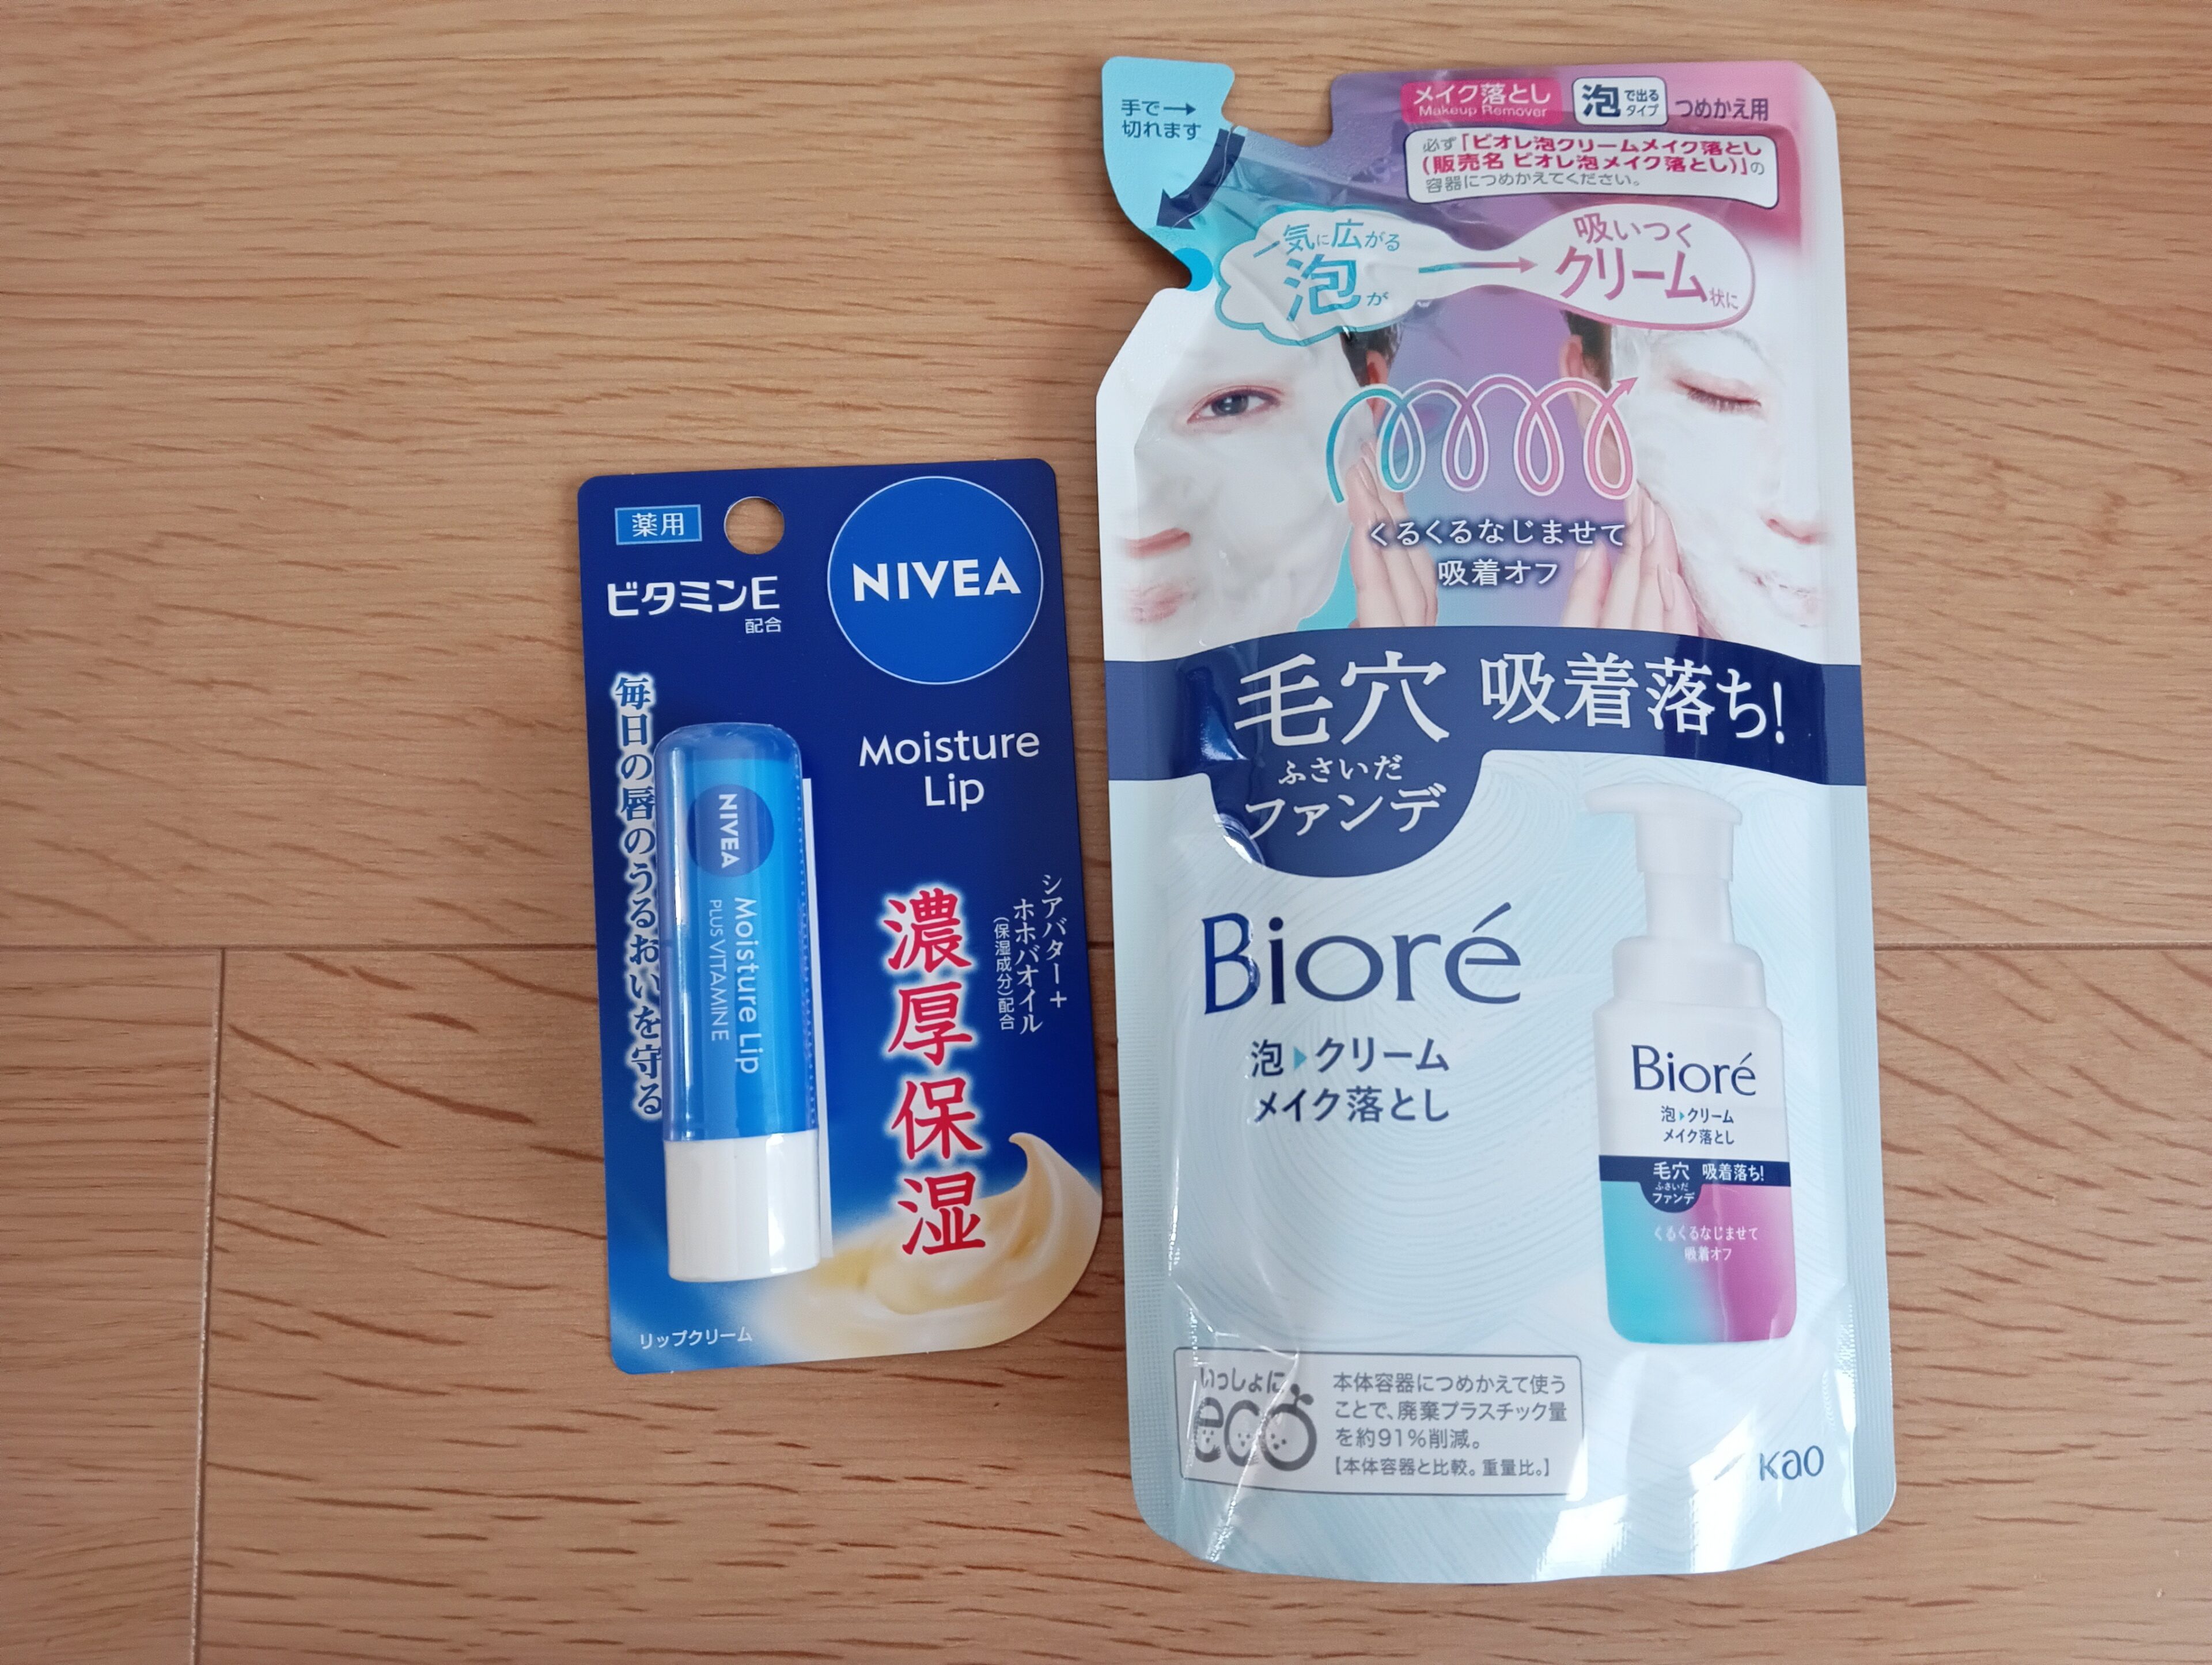 薬用
NIVEA
ビタミンE
配合
Moisture
Lip
毎日の唇のうるおいを守る
NIVEA
Moisture Lip
PLUS VITAMIN E
シアバター+
ホホバオイル
(保湿成分)配合
濃厚保湿
リップクリーム
手で→
切れます
メイク落とし
Makeup Remover
泡で出るタイプ
つめかえ用
必ず「ビオレ泡クリームメイク落とし
(販売名 ビオレ泡メイク落とし)」の
容器につめかえてください。
一気に広がる
泡が
吸いつく
クリーム状に
くるくるなじませて
吸着オフ
毛穴 吸着落ち!
ふさいだ
ファンデ
Bioré
泡▶クリーム
メイク落とし
Bioré
泡▶クリーム
メイク落とし
毛穴 吸着落ち!
ふさいだ
ファンデ
くるくるなじませて
吸着オフ
いっしょに
eco
本体容器につめかえて使う
ことで、廃棄プラスチック量
を約91%削減。
【本体容器と比較。重量比。】
Kao